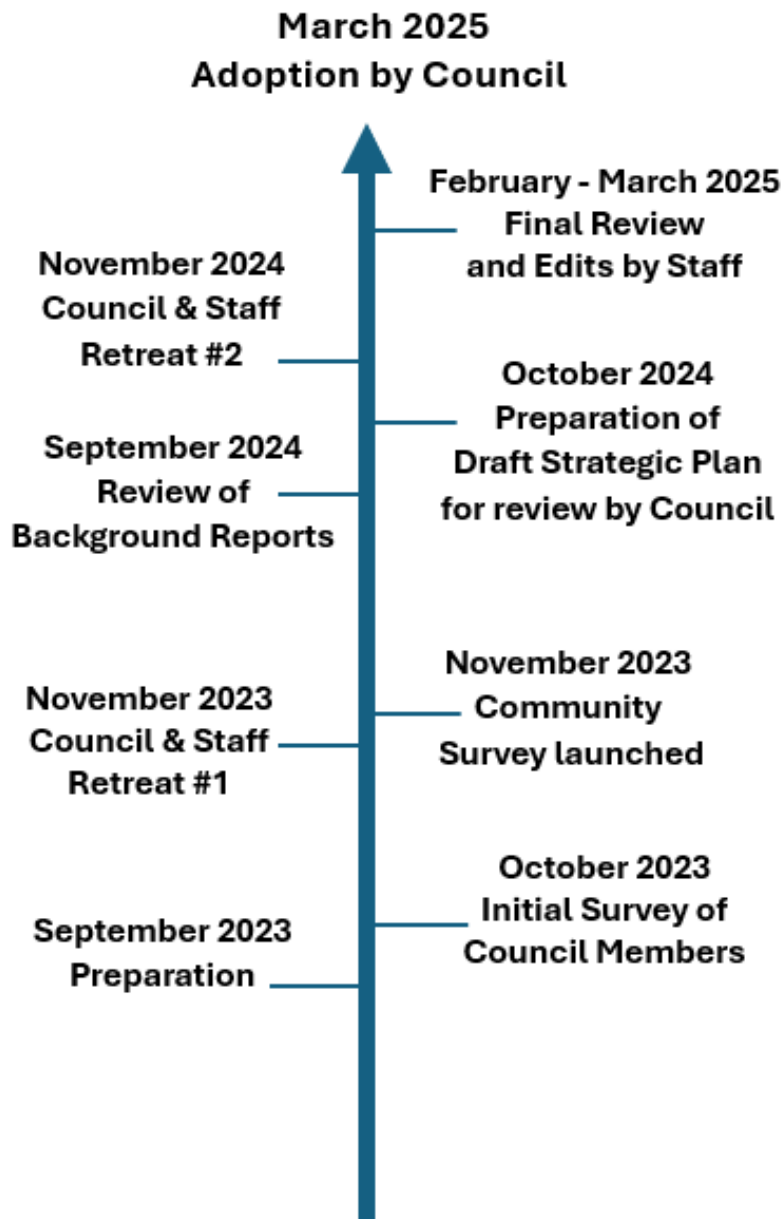 March 2025
Adoption by Council
February - March 2025
Final Review
and Edits by Staff
November 2024
Council & Staff
Retreat #2
October 2024
Preparation of
Draft Strategic Plan
for review by Council
September 2024
Review of
Background Reports
November 2023
Community
Survey launched
November 2023
Council & Staff
Retreat #1
October 2023
Initial Survey of
Council Members
September 2023
Preparation